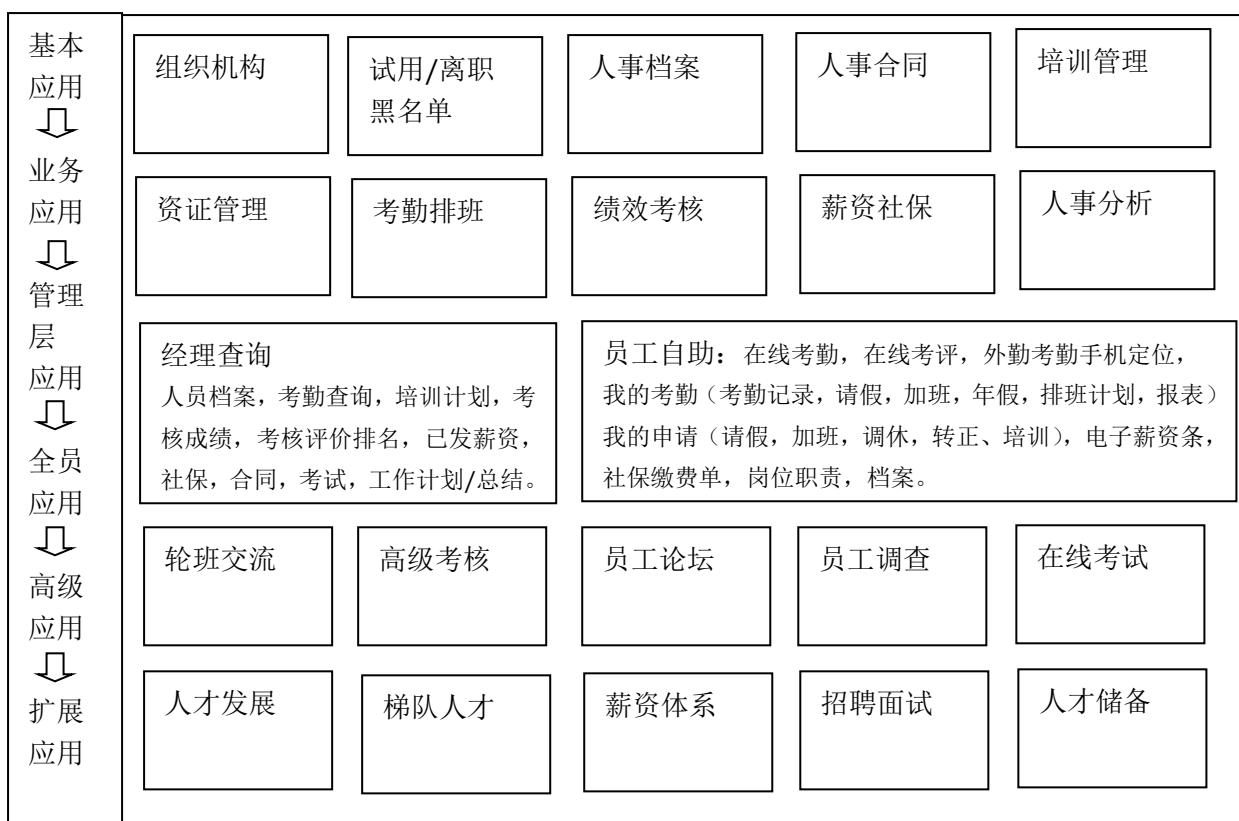 基本
应用
业务
应用
管理
层
应用
全员
应用
高级
应用
扩展
应用
组织机构
试用/离职
黑名单
人事档案
人事合同
培训管理
资证管理
考勤排班
绩效考核
薪资社保
人事分析
经理查询
人员档案，考勤查询，培训计划，考
核成绩，考核评价排名，已发薪资，
社保，合同，考试，工作计划/总结。
员工自助：在线考勤，在线考评，外勤考勤手机定位，
我的考勤（考勤记录，请假，加班，年假，排班计划，报表）
我的申请（请假，加班，调休，转正、培训），电子薪资条，
社保缴费单，岗位职责，档案。
轮班交流
高级考核
员工论坛
员工调查
在线考试
人才发展
梯队人才
薪资体系
招聘面试
人才储备